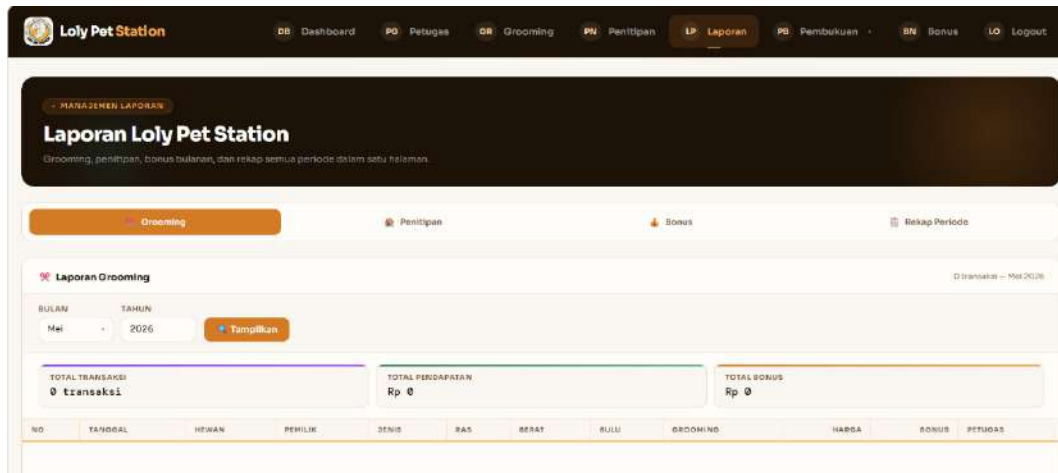 Loly Pet Station
DB Dashboard PG Petugas GR Grooming PN Penitipan LP Laporan PB Pembukuan BN Bonus LO Logout
MANAJEMEN LAPORAN
Laporan Loly Pet Station
Grooming, penitipan, bonus bulanan, dan rekap semua periode dalam satu halaman.
Grooming Penitipan Bonus Rekap Periode
Laporan Grooming 0 transaksi — Mei 2026
BULAN TAHUN
Mei 2026 Tampilkan
TOTAL TRANSAKSI TOTAL PENDAPATAN TOTAL BONUS
0 transaksi Rp 0 Rp 0
NO TANGGAL HEWAN PEMILIK JENIS RAS BERAT BULU GROOMING HARGA BONUS PETUGAS